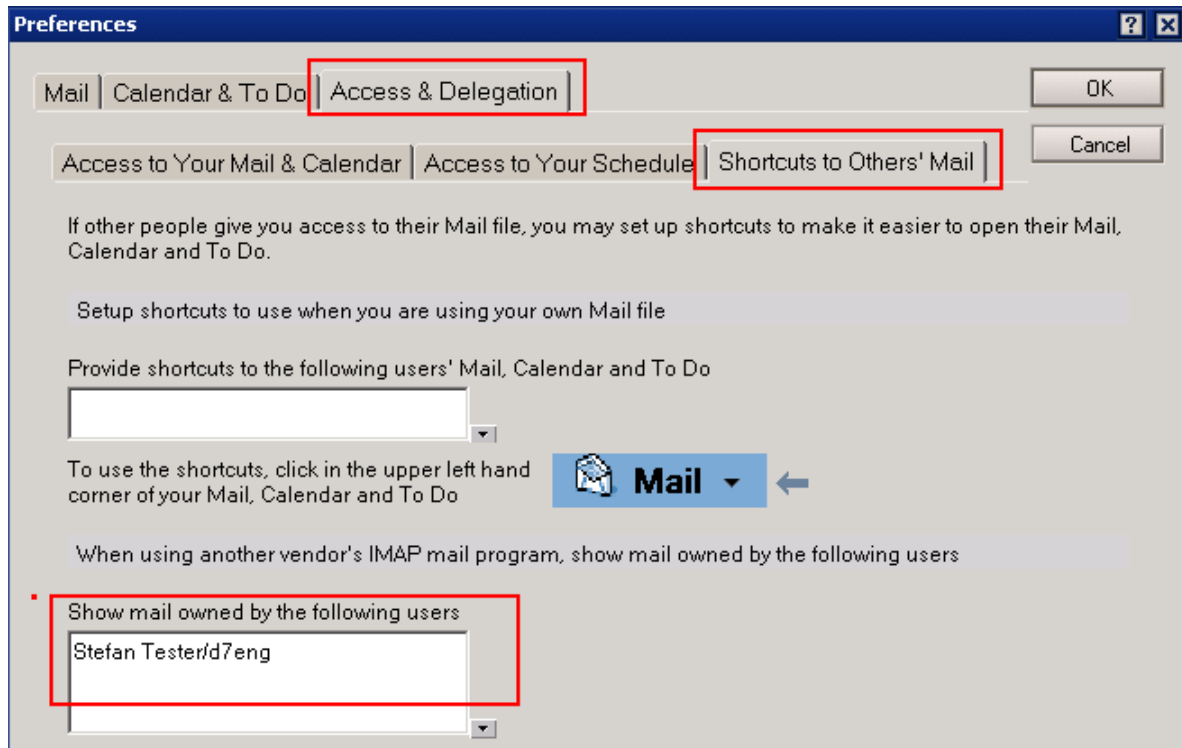 Preferences
Mail
Calendar & To Do
Access & Delegation
OK
Access to Your Mail & Calendar
Access to Your Schedule
Shortcuts to Others' Mail
Cancel
If other people give you access to their Mail file, you may set up shortcuts to make it easier to open their Mail,
Calendar and To Do.
Setup shortcuts to use when you are using your own Mail file
Provide shortcuts to the following users' Mail, Calendar and To Do
To use the shortcuts, click in the upper left hand
corner of your Mail, Calendar and To Do
Mail
When using another vendor's IMAP mail program, show mail owned by the following users
Show mail owned by the following users
Stefan Tester/d7eng